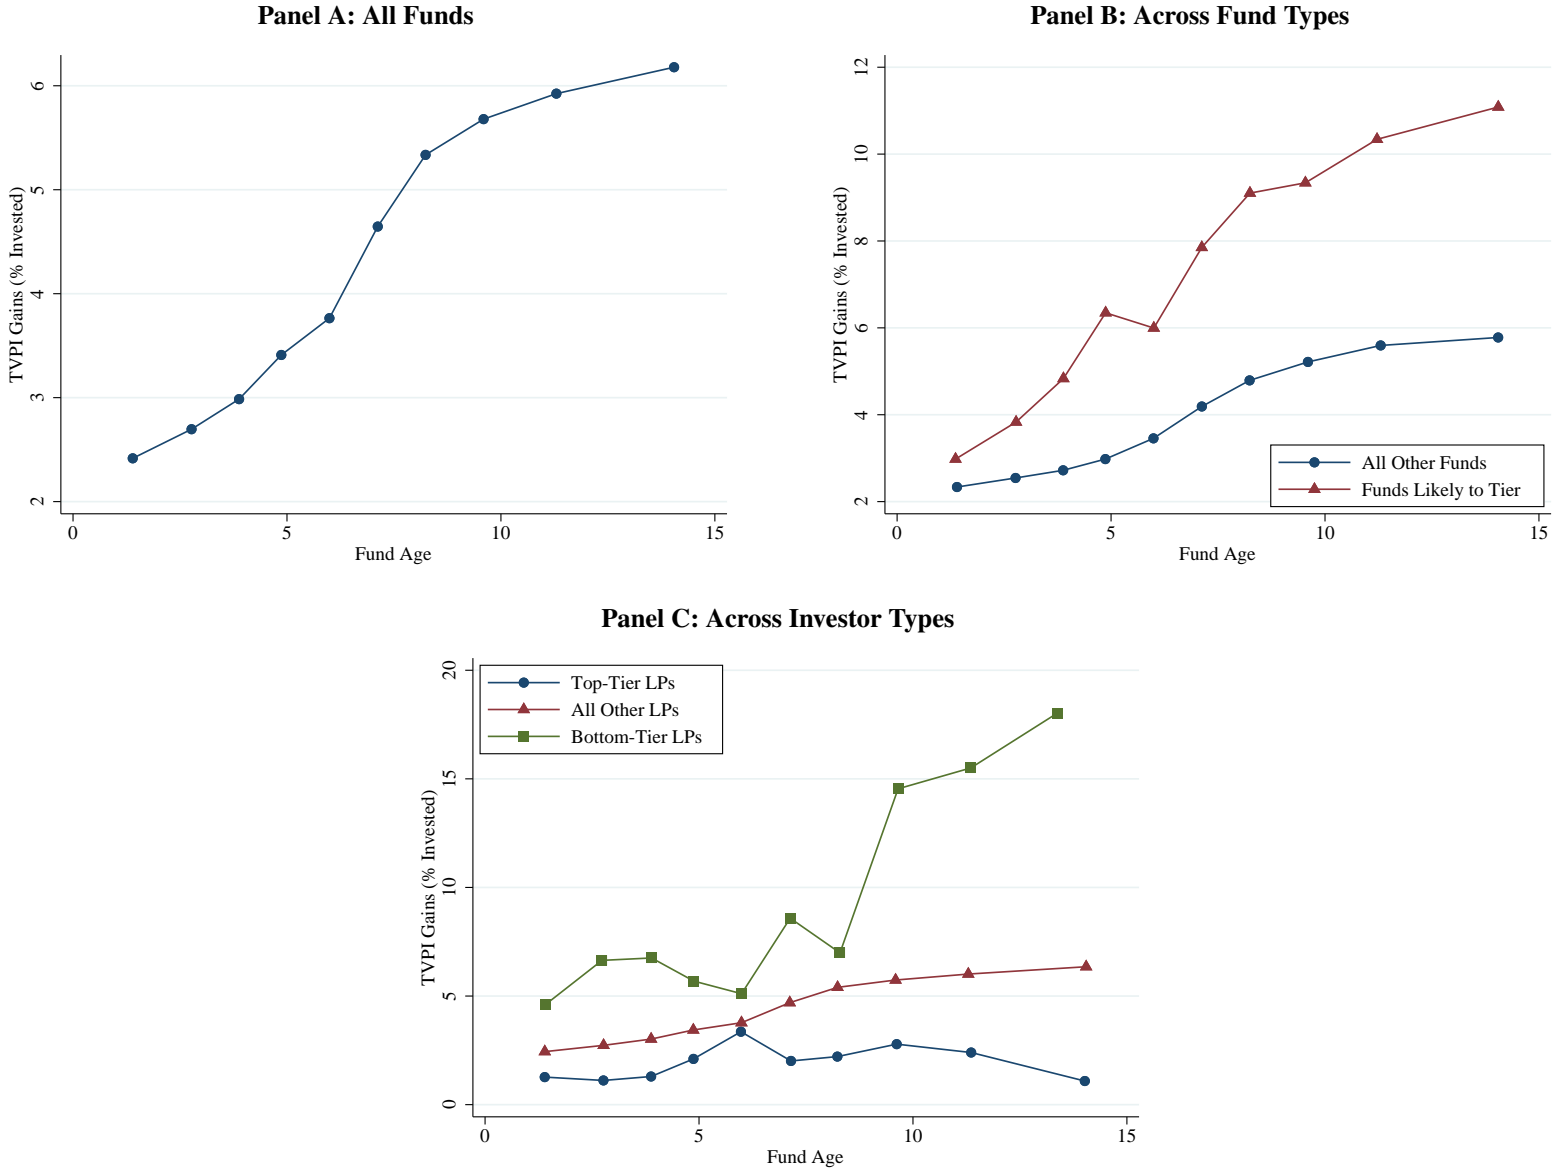 Panel A: All Funds
TVPI Gains (% Invested)
6
5
4
3
2
0 5 10 15
Fund Age
Panel B: Across Fund Types
TVPI Gains (% Invested)
12
10
8
6
4
2
All Other Funds
Funds Likely to Tier
0 5 10 15
Fund Age
Panel C: Across Investor Types
Top-Tier LPs
All Other LPs
Bottom-Tier LPs
TVPI Gains (% Invested)
20
15
10
5
0
0 5 10 15
Fund Age